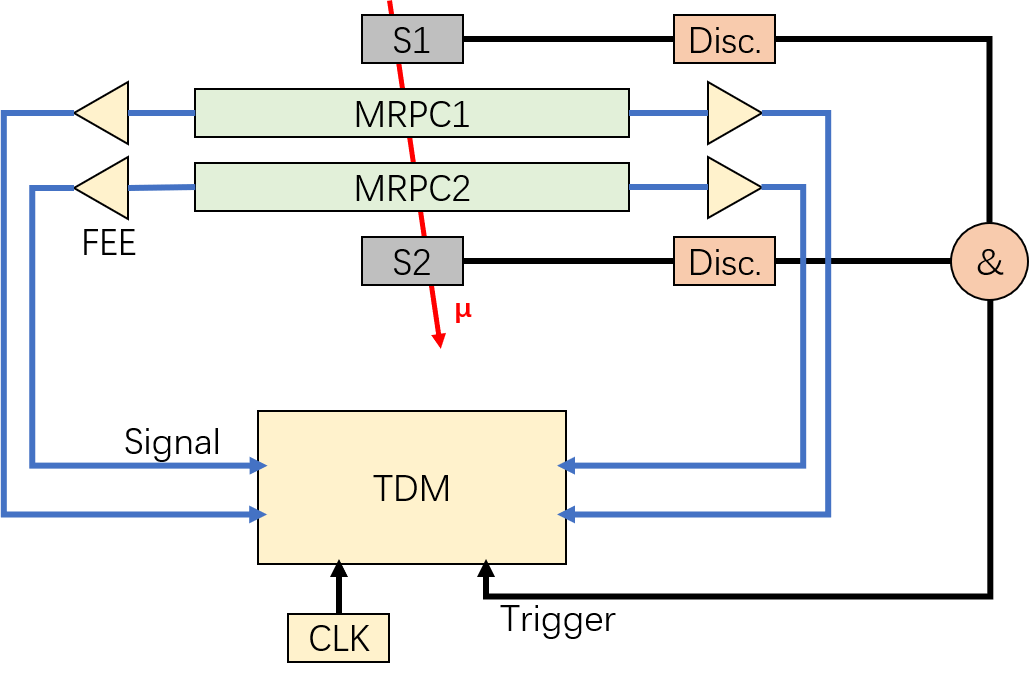 S1
Disc.
MRPC1
MRPC2
FEE
S2
Disc.
&
μ
Signal
TDM
Trigger
CLK